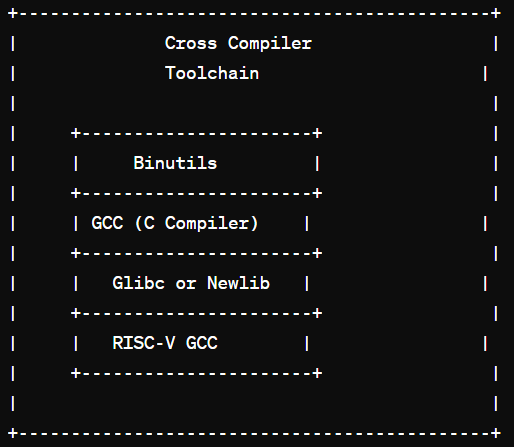 +---------------------------------------------+
|              Cross Compiler                 |
|              Toolchain                     |
|                                             |
|     +----------------------+                |
|     |     Binutils         |                |
|     +----------------------+                |
|     | GCC (C Compiler)    |                |
|     +----------------------+                |
|     |   Glibc or Newlib   |                |
|     +----------------------+                |
|     |   RISC-V GCC        |                |
|     +----------------------+                |
|                                             |
+---------------------------------------------+